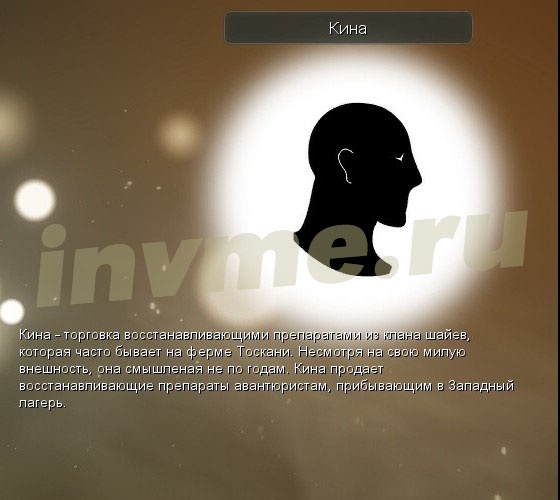 Кина
invme.ru
Кина - торговка восстанавливающими препаратами из клана шайев,
которая часто бывает на ферме Тоскани. Несмотря на свою милую
внешность, она смышленая не по годам. Кина продает
восстанавливающие препараты авантюристам, прибывающим в Западный
лагерь.